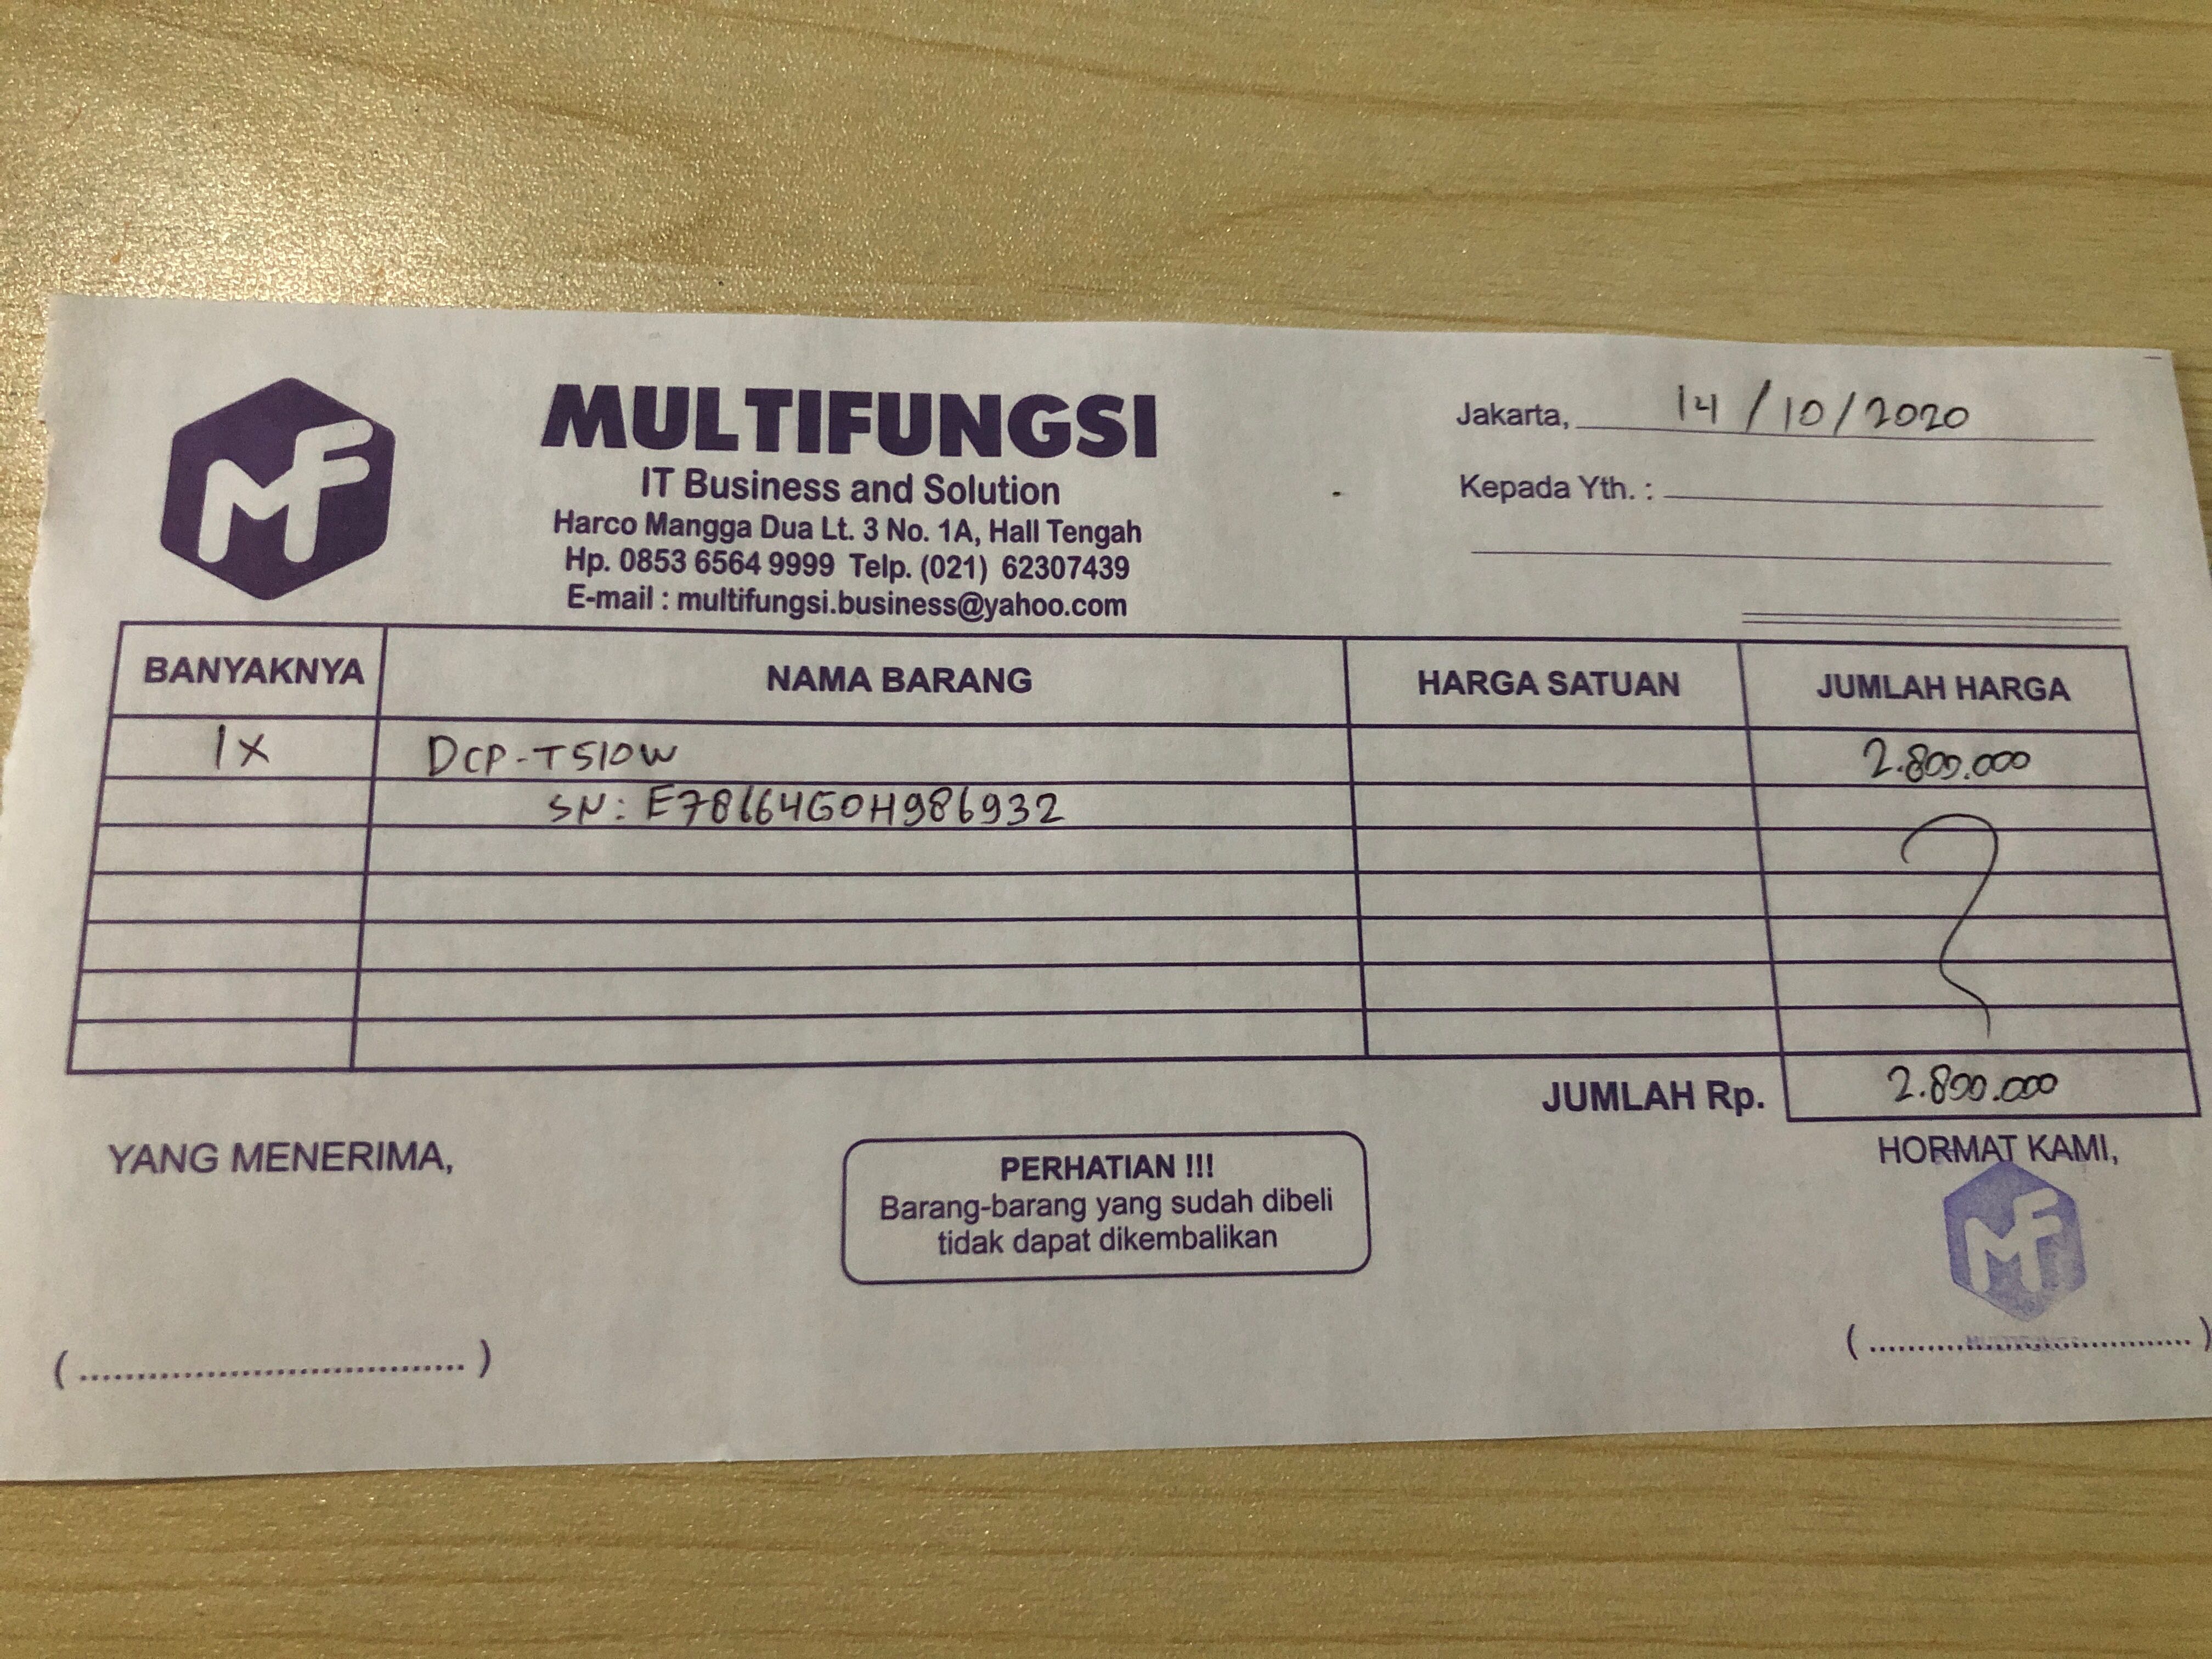 MF
MULTIFUNGSI
IT Business and Solution
Harco Mangga Dua Lt. 3 No. 1A, Hall Tengah
Hp. 0853 6564 9999 Telp. (021) 62307439
E-mail : multifungsi.business@yahoo.com
Jakarta, 14/10/2020
Kepada Yth. :
BANYAKNYA NAMA BARANG HARGA SATUAN JUMLAH HARGA
1X DCP-T510W 2.800.000
SN: E78664G0H986932
JUMLAH Rp. 2.800.000
YANG MENERIMA,
PERHATIAN !!!
Barang-barang yang sudah dibeli
tidak dapat dikembalikan
HORMAT KAMI,
MF
MULTIFUNGSI
(................................)
(................................)